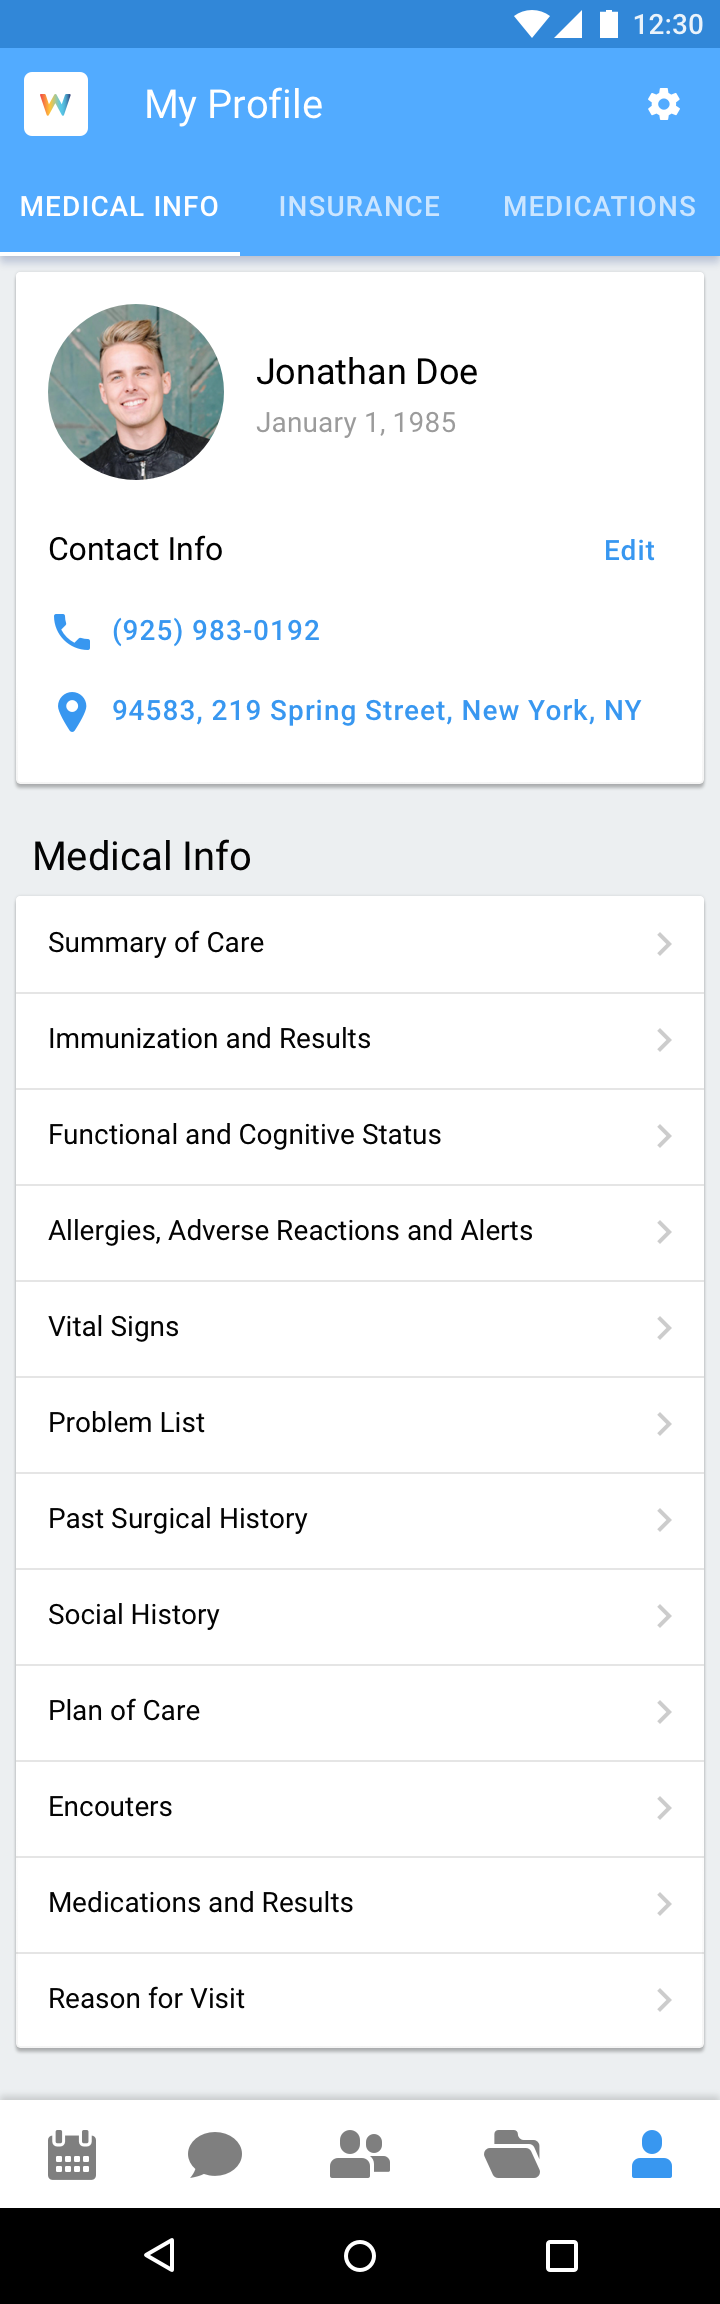 12:30
W
My Profile
MEDICAL INFO INSURANCE MEDICATIONS
Jonathan Doe
January 1, 1985
Contact Info Edit
(925) 983-0192
94583, 219 Spring Street, New York, NY
Medical Info
Summary of Care
Immunization and Results
Functional and Cognitive Status
Allergies, Adverse Reactions and Alerts
Vital Signs
Problem List
Past Surgical History
Social History
Plan of Care
Encouters
Medications and Results
Reason for Visit